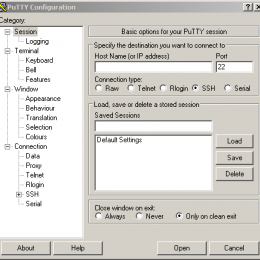 PuTTY Configuration
Category:
Session
Logging
Terminal
Keyboard
Bell
Features
Window
Appearance
Behaviour
Translation
Selection
Colours
Connection
Data
Proxy
Telnet
Rlogin
SSH
Serial
Basic options for your PuTTY session
Specify the destination you want to connect to
Host Name (or IP address) Port
22
Connection type:
Raw Telnet Rlogin SSH Serial
Load, save or delete a stored session
Saved Sessions
Default Settings
Load
Save
Delete
Close window on exit:
Always Never Only on clean exit
About Help Open Cancel